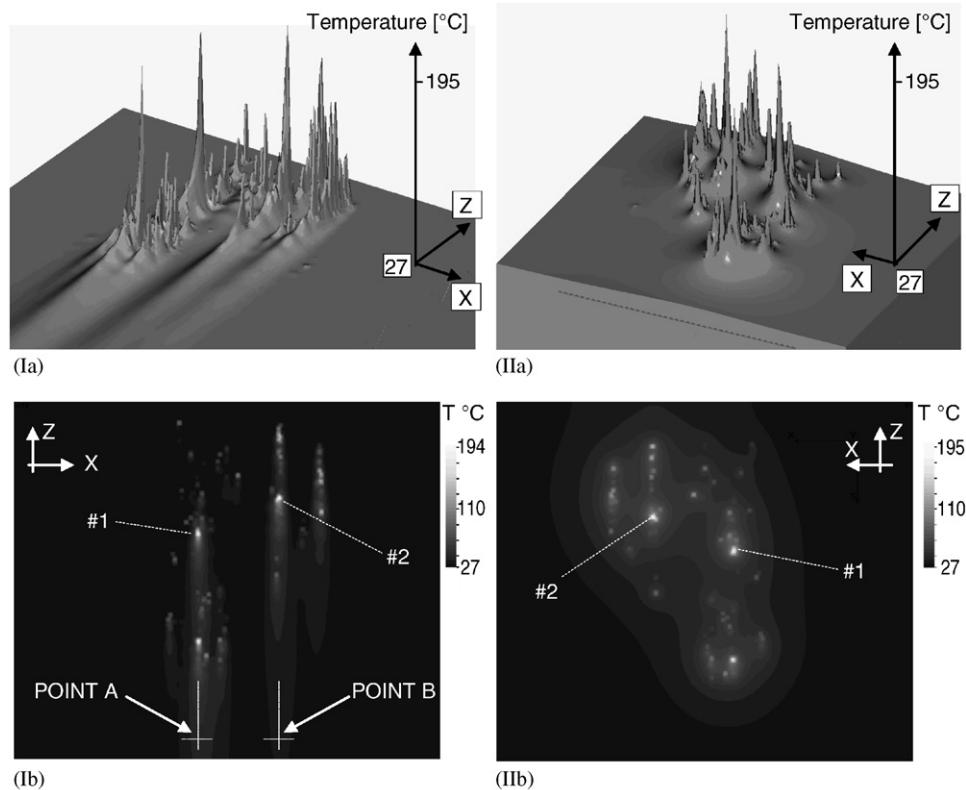 Temperature [°C]
195
Z
27
X
(Ia)
Temperature [°C]
195
Z
X
27
(IIa)
Z
X
#1
#2
POINT A
POINT B
T °C
194
110
27
(Ib)
T °C
Z
X
195
110
27
#2
#1
(IIb)